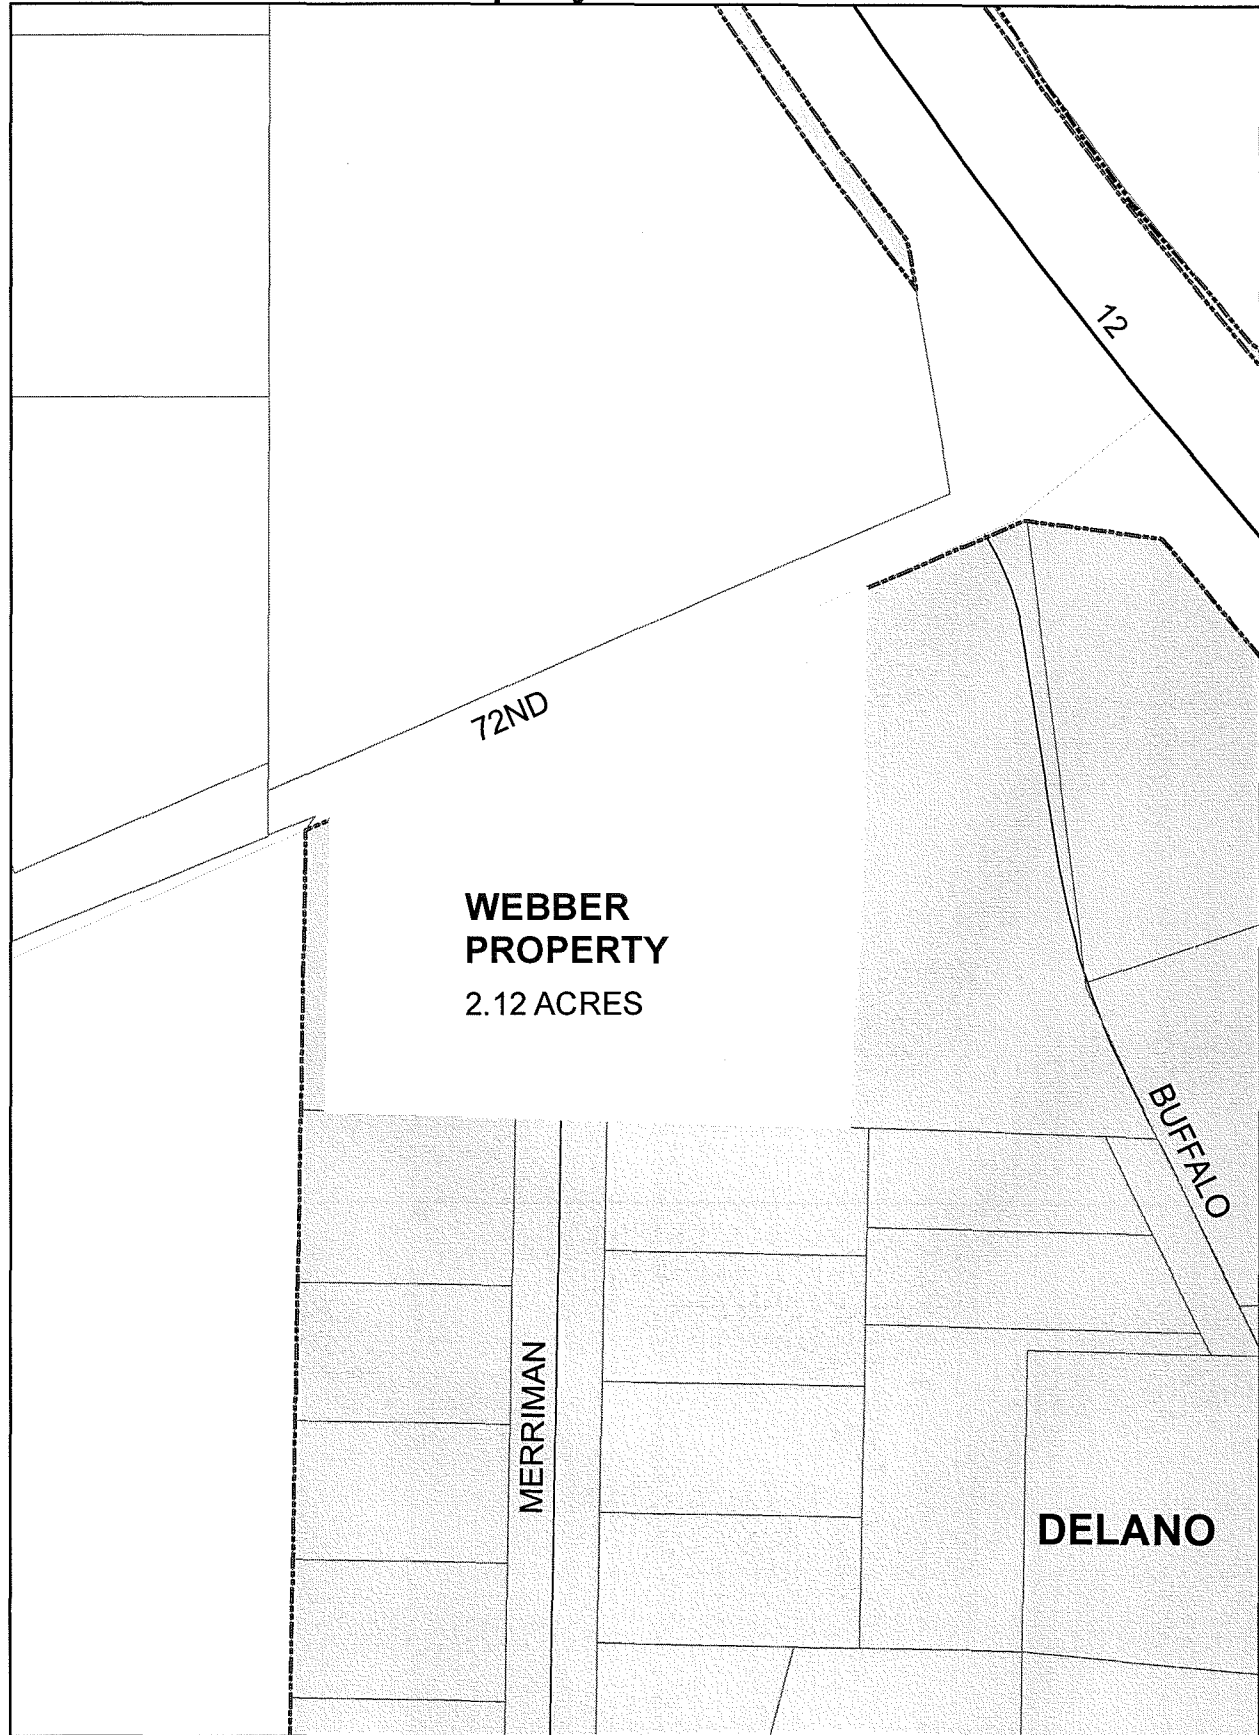 12
72ND
WEBBER
PROPERTY
2.12 ACRES
BUFFALO
MERRIMAN
DELANO